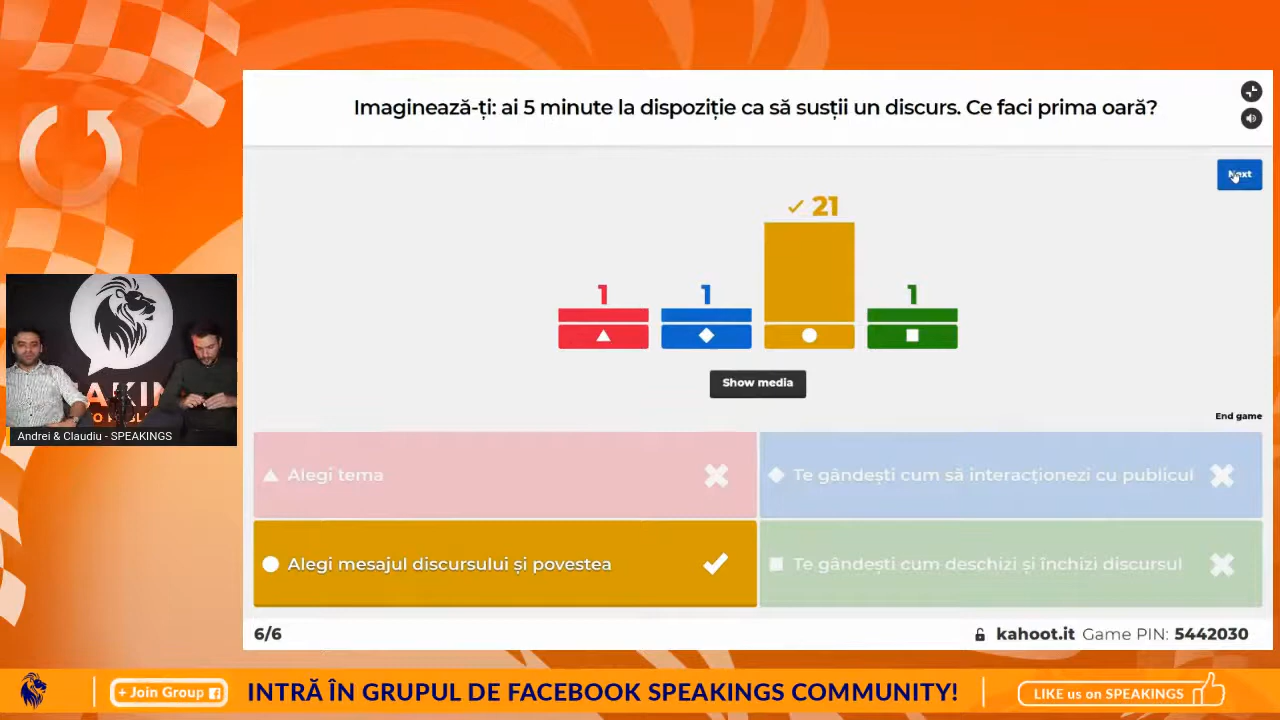 Imaginează-ți: ai 5 minute la dispoziție ca să susții un discurs. Ce faci prima oară?
Next
21
1
1
1
Show media
End game
Alegi tema
Te gândești cum să interacționezi cu publicul
Alegi mesajul discursului și povestea
Te gândești cum deschizi și închizi discursul
6/6
kahoot.it Game PIN: 5442030
Andrei & Claudiu - SPEAKINGS
+ Join Group
INTRĂ ÎN GRUPUL DE FACEBOOK SPEAKINGS COMMUNITY!
LIKE us on SPEAKINGS